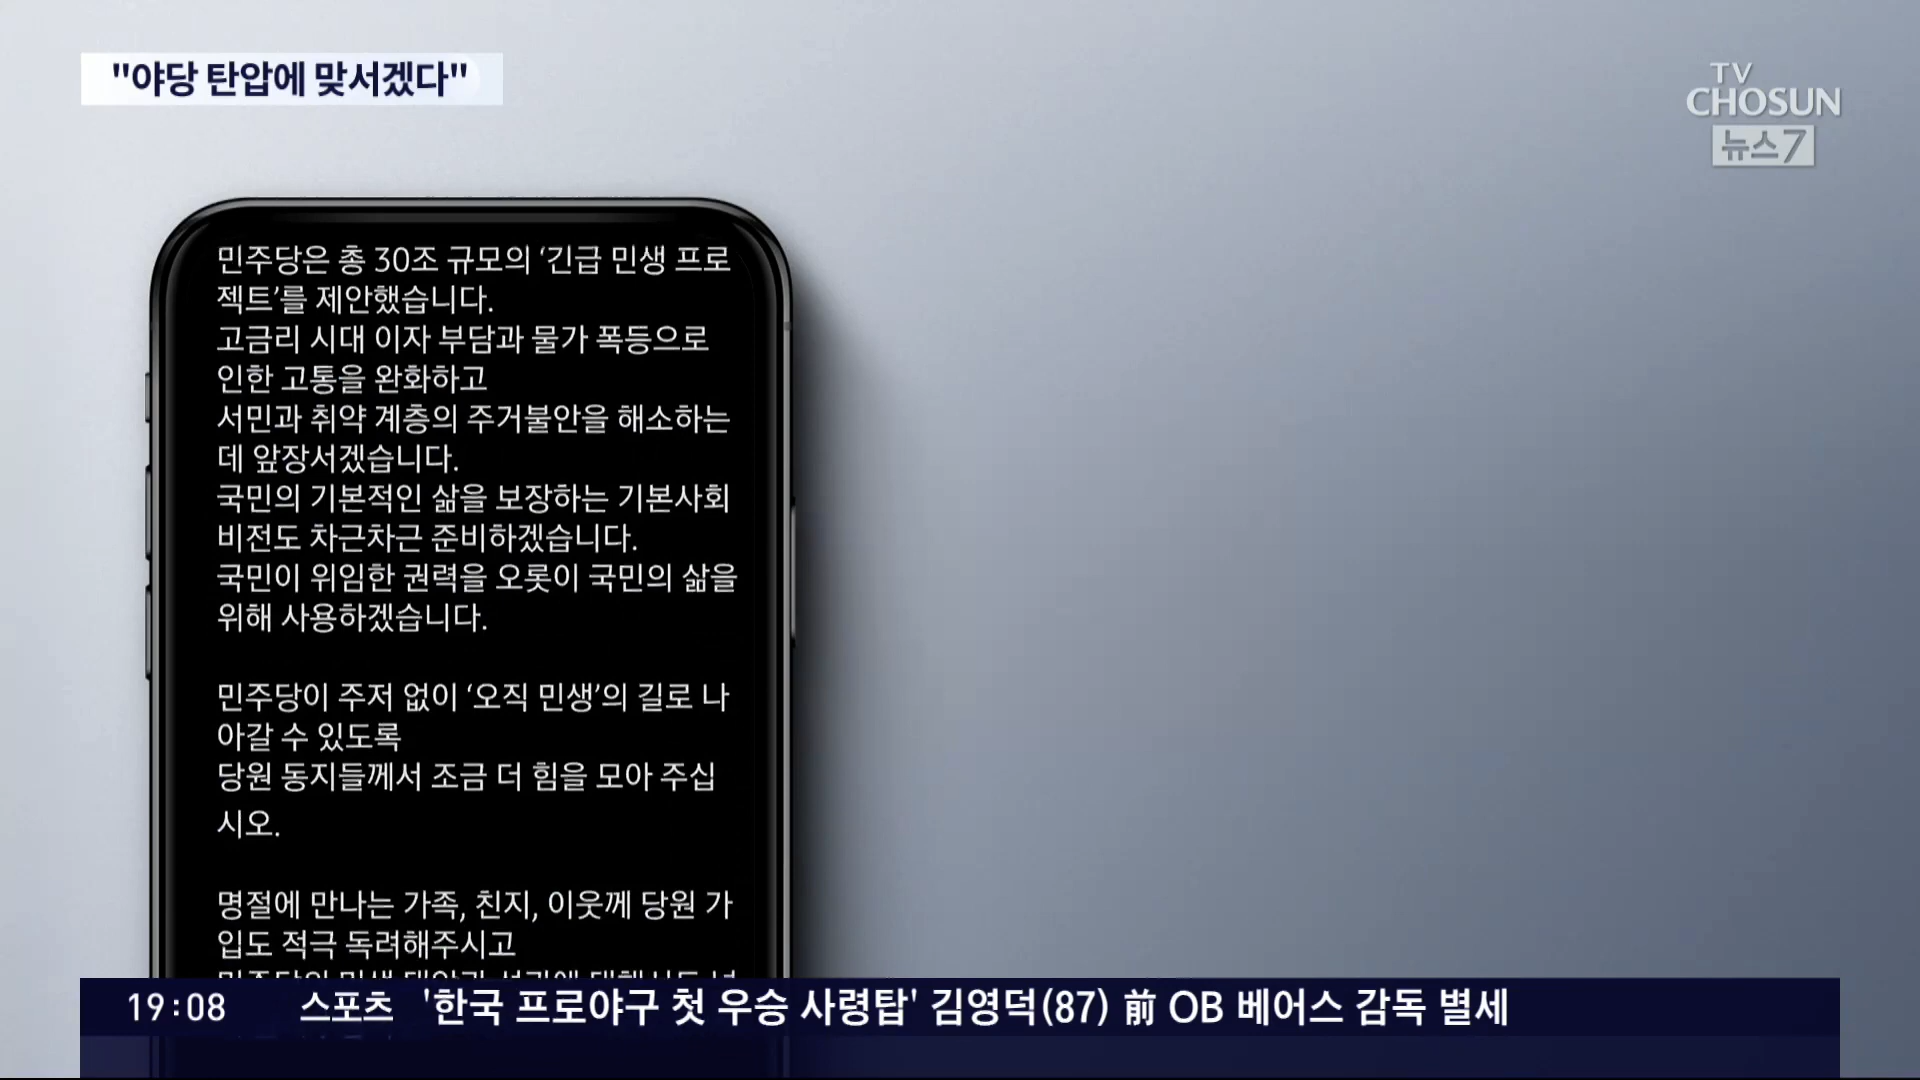 "야당 탄압에 맞서겠다"
TV
CHOSUN
뉴스7
민주당은 총 30조 규모의 ‘긴급 민생 프로
젝트’를 제안했습니다.
고금리 시대 이자 부담과 물가 폭등으로
인한 고통을 완화하고
서민과 취약 계층의 주거불안을 해소하는
데 앞장서겠습니다.
국민의 기본적인 삶을 보장하는 기본사회
비전도 차근차근 준비하겠습니다.
국민이 위임한 권력을 오롯이 국민의 삶을
위해 사용하겠습니다.
민주당이 주저 없이 ‘오직 민생’의 길로 나
아갈 수 있도록
당원 동지들께서 조금 더 힘을 모아 주십
시오.
명절에 만나는 가족, 친지, 이웃께 당원 가
입도 적극 독려해주시고
19:08 스포츠 '한국 프로야구 첫 우승 사령탑' 김영덕(87) 前 OB 베어스 감독 별세